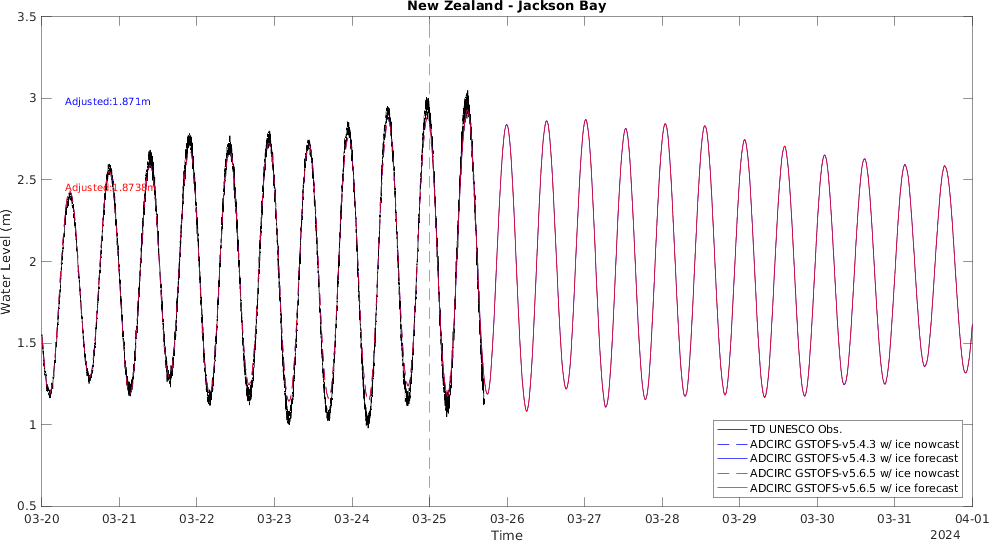 New Zealand - Jackson Bay
3.5
3
2.5
2
1.5
1
0.5
Water Level (m)
Adjusted:1.871m
Adjusted:1.8738m
TD UNESCO Obs.
ADCIRC GSTOFS-v5.4.3 w/ ice nowcast
ADCIRC GSTOFS-v5.4.3 w/ ice forecast
ADCIRC GSTOFS-v5.6.5 w/ ice nowcast
ADCIRC GSTOFS-v5.6.5 w/ ice forecast
03-20 03-21 03-22 03-23 03-24 03-25 03-26 03-27 03-28 03-29 03-30 03-31 04-01
Time 2024